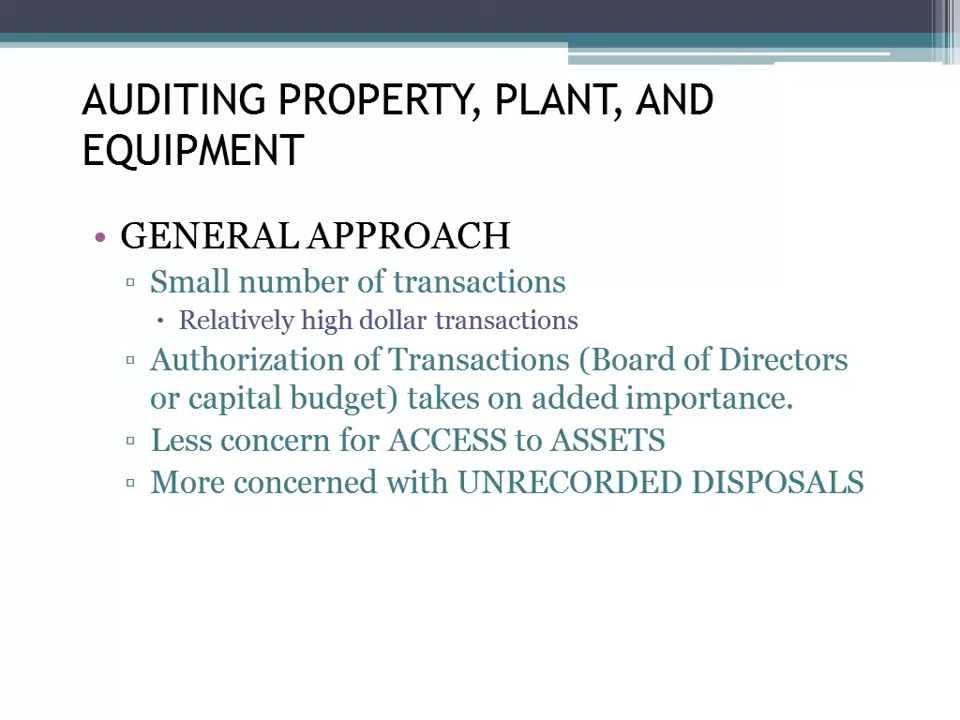 AUDITING PROPERTY, PLANT, AND
EQUIPMENT
• GENERAL APPROACH
▫ Small number of transactions
▪ Relatively high dollar transactions
▫ Authorization of Transactions (Board of Directors
or capital budget) takes on added importance.
▫ Less concern for ACCESS to ASSETS
▫ More concerned with UNRECORDED DISPOSALS